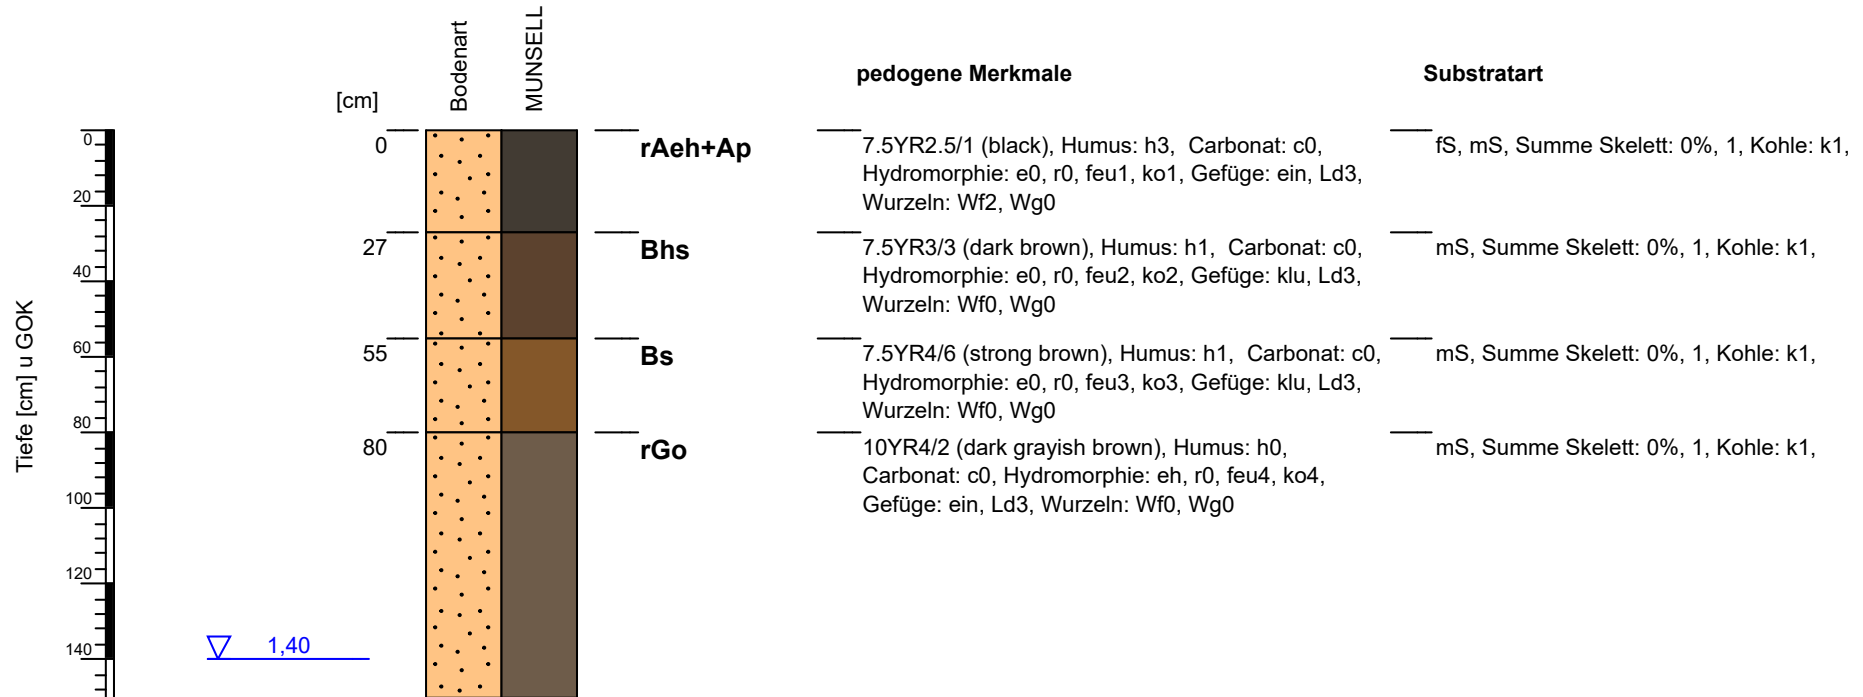 Bodenart
MUNSELL
pedogene Merkmale
Substratart
[cm]
Tiefe [cm] u GOK
0
20
40
60
80
100
120
140
1,40
0
rAeh+Ap
7.5YR2.5/1 (black), Humus: h3, Carbonat: c0,
Hydromorphie: e0, r0, feu1, ko1, Gefüge: ein, Ld3,
Wurzeln: Wf2, Wg0
fS, mS, Summe Skelett: 0%, 1, Kohle: k1,
27
Bhs
7.5YR3/3 (dark brown), Humus: h1, Carbonat: c0,
Hydromorphie: e0, r0, feu2, ko2, Gefüge: klu, Ld3,
Wurzeln: Wf0, Wg0
mS, Summe Skelett: 0%, 1, Kohle: k1,
55
Bs
7.5YR4/6 (strong brown), Humus: h1, Carbonat: c0,
Hydromorphie: e0, r0, feu3, ko3, Gefüge: klu, Ld3,
Wurzeln: Wf0, Wg0
mS, Summe Skelett: 0%, 1, Kohle: k1,
80
rGo
10YR4/2 (dark grayish brown), Humus: h0,
Carbonat: c0, Hydromorphie: eh, r0, feu4, ko4,
Gefüge: ein, Ld3, Wurzeln: Wf0, Wg0
mS, Summe Skelett: 0%, 1, Kohle: k1,